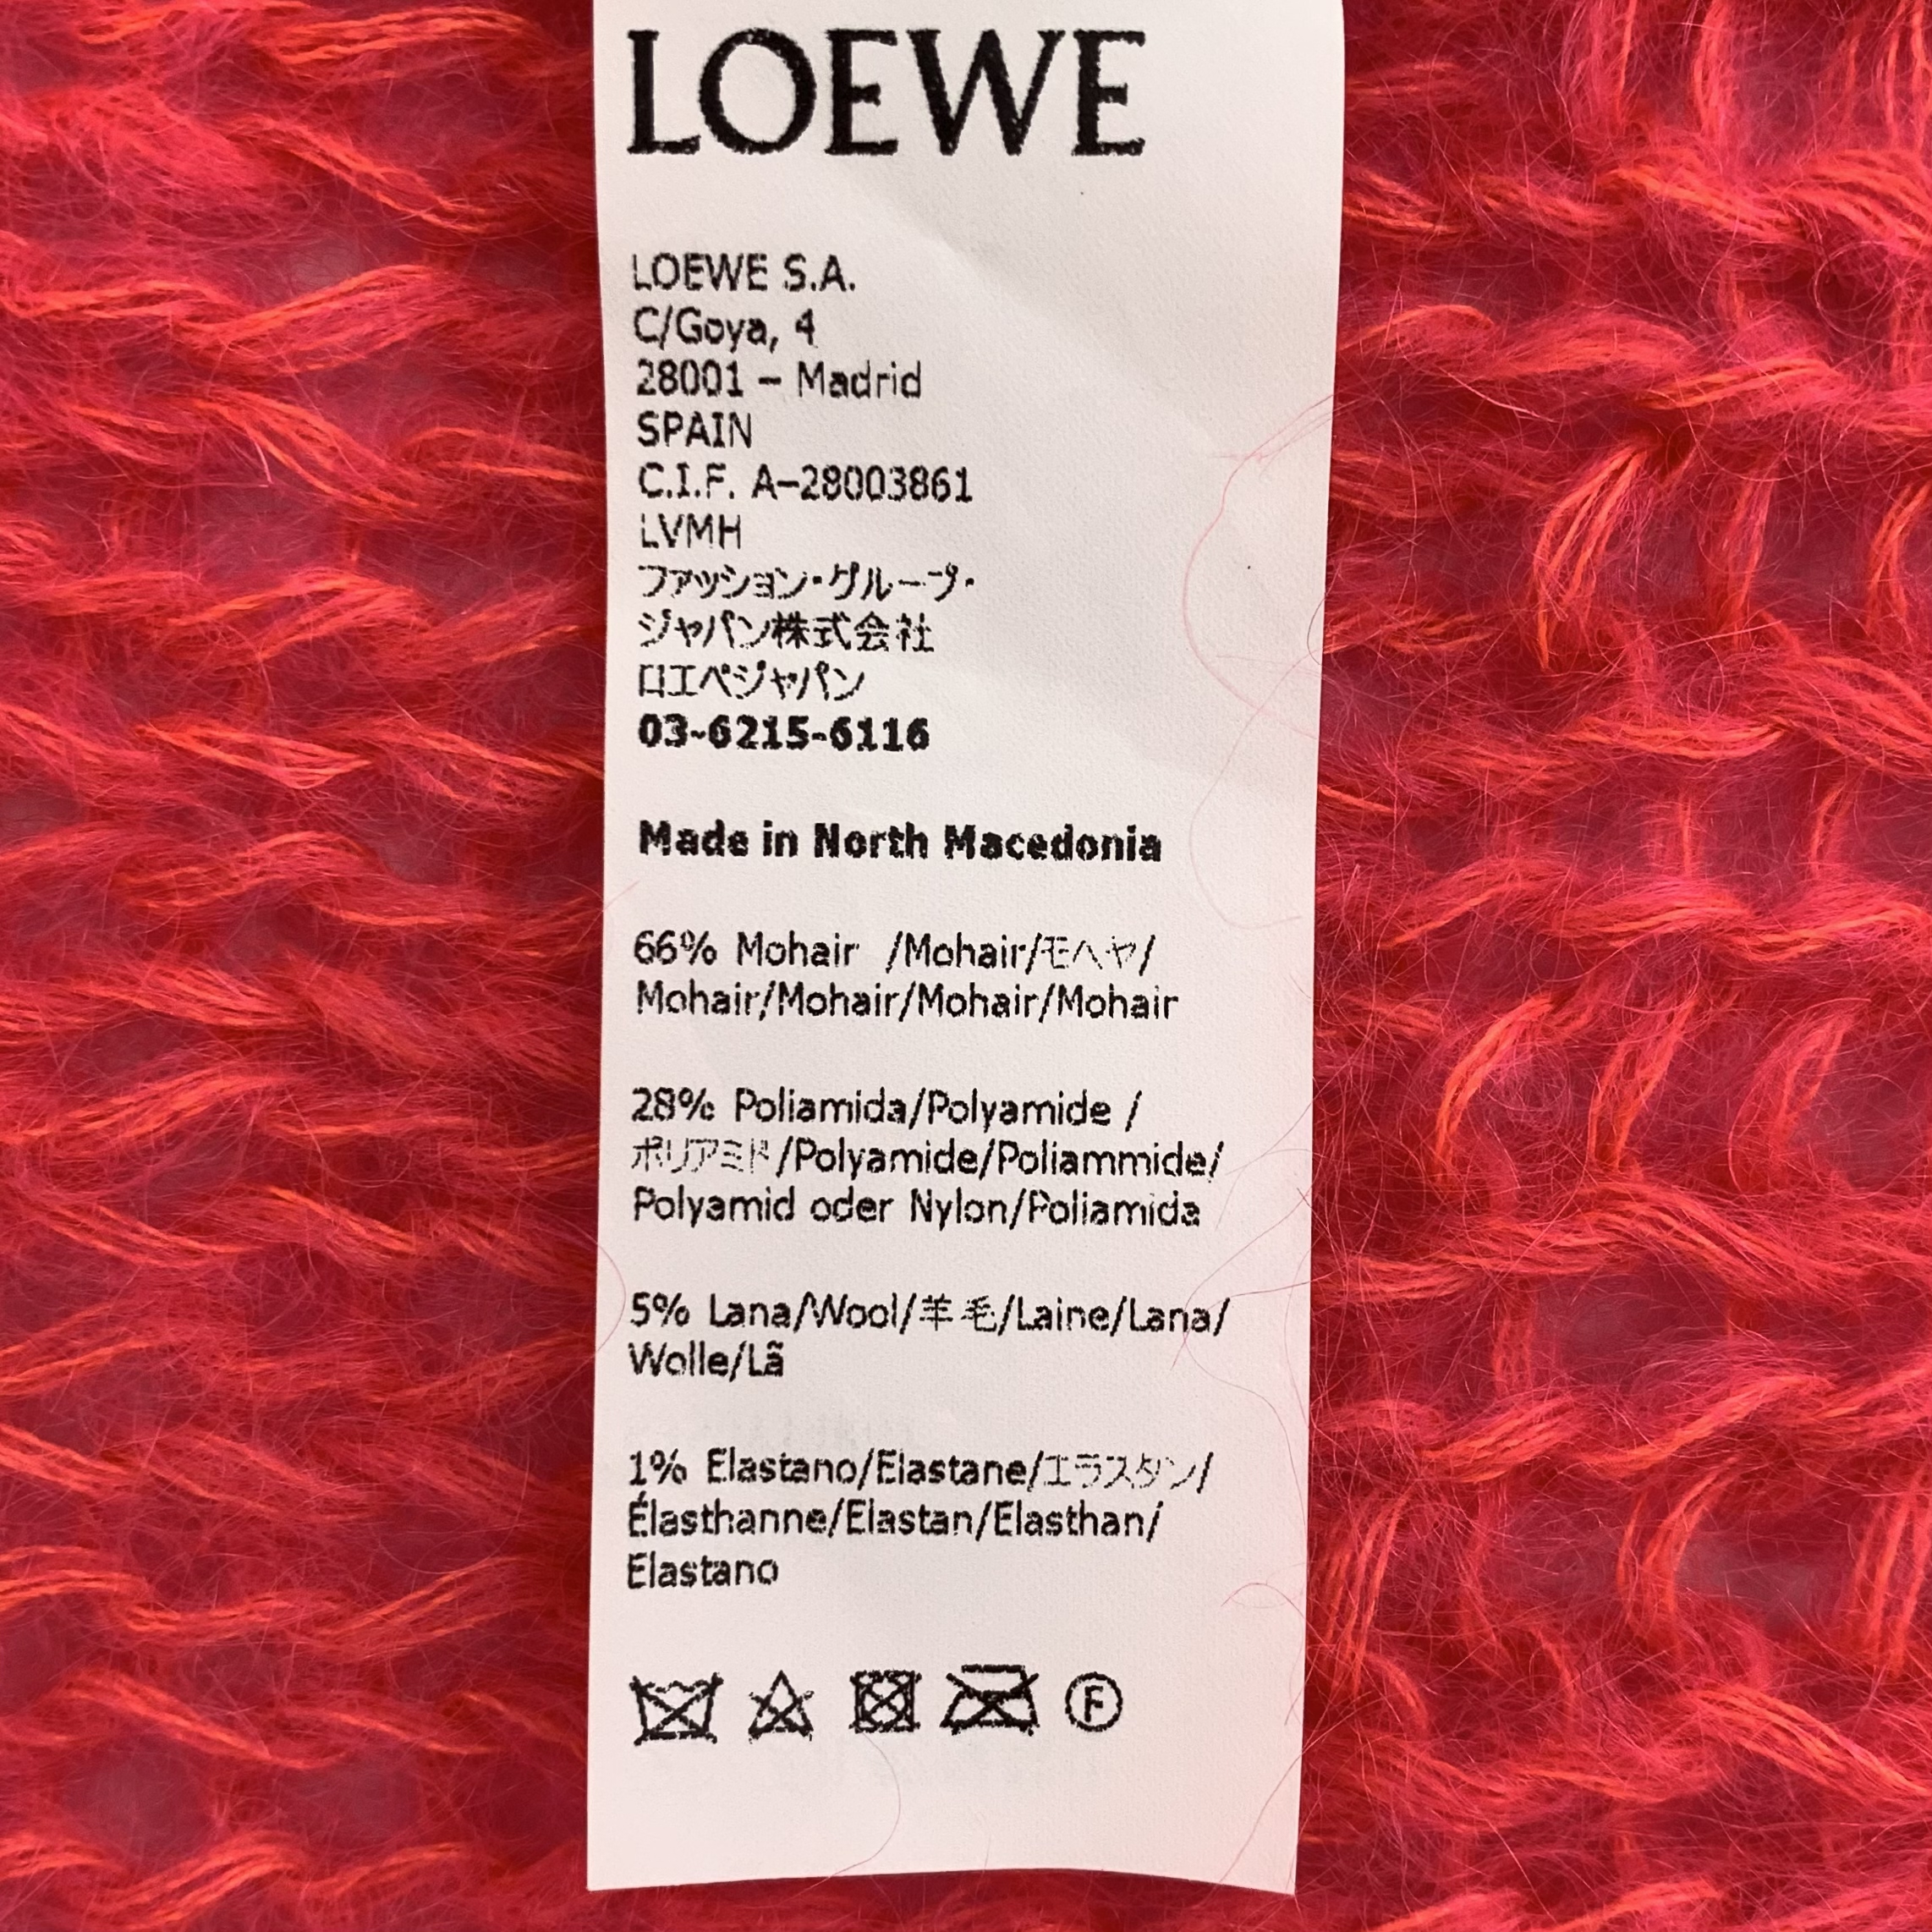 LOEWE
LOEWE S.A.
C/Goya, 4
28001 – Madrid
SPAIN
C.I.F. A–28003861
LVMH
ファッション・グループ・
ジャパン株式会社
ロエベジャパン
03-6215-6116
Made in North Macedonia
66% Mohair /Mohair/モヘヤ/
Mohair/Mohair/Mohair/Mohair
28% Poliamida/Polyamide /
ポリアミド/Polyamide/Poliammide/
Polyamid oder Nylon/Poliamida
5% Lana/Wool/羊毛/Laine/Lana/
Wolle/Lã
1% Elastano/Elastane/エラスタン/
Élasthanne/Elastan/Elasthan/
Elastano
F